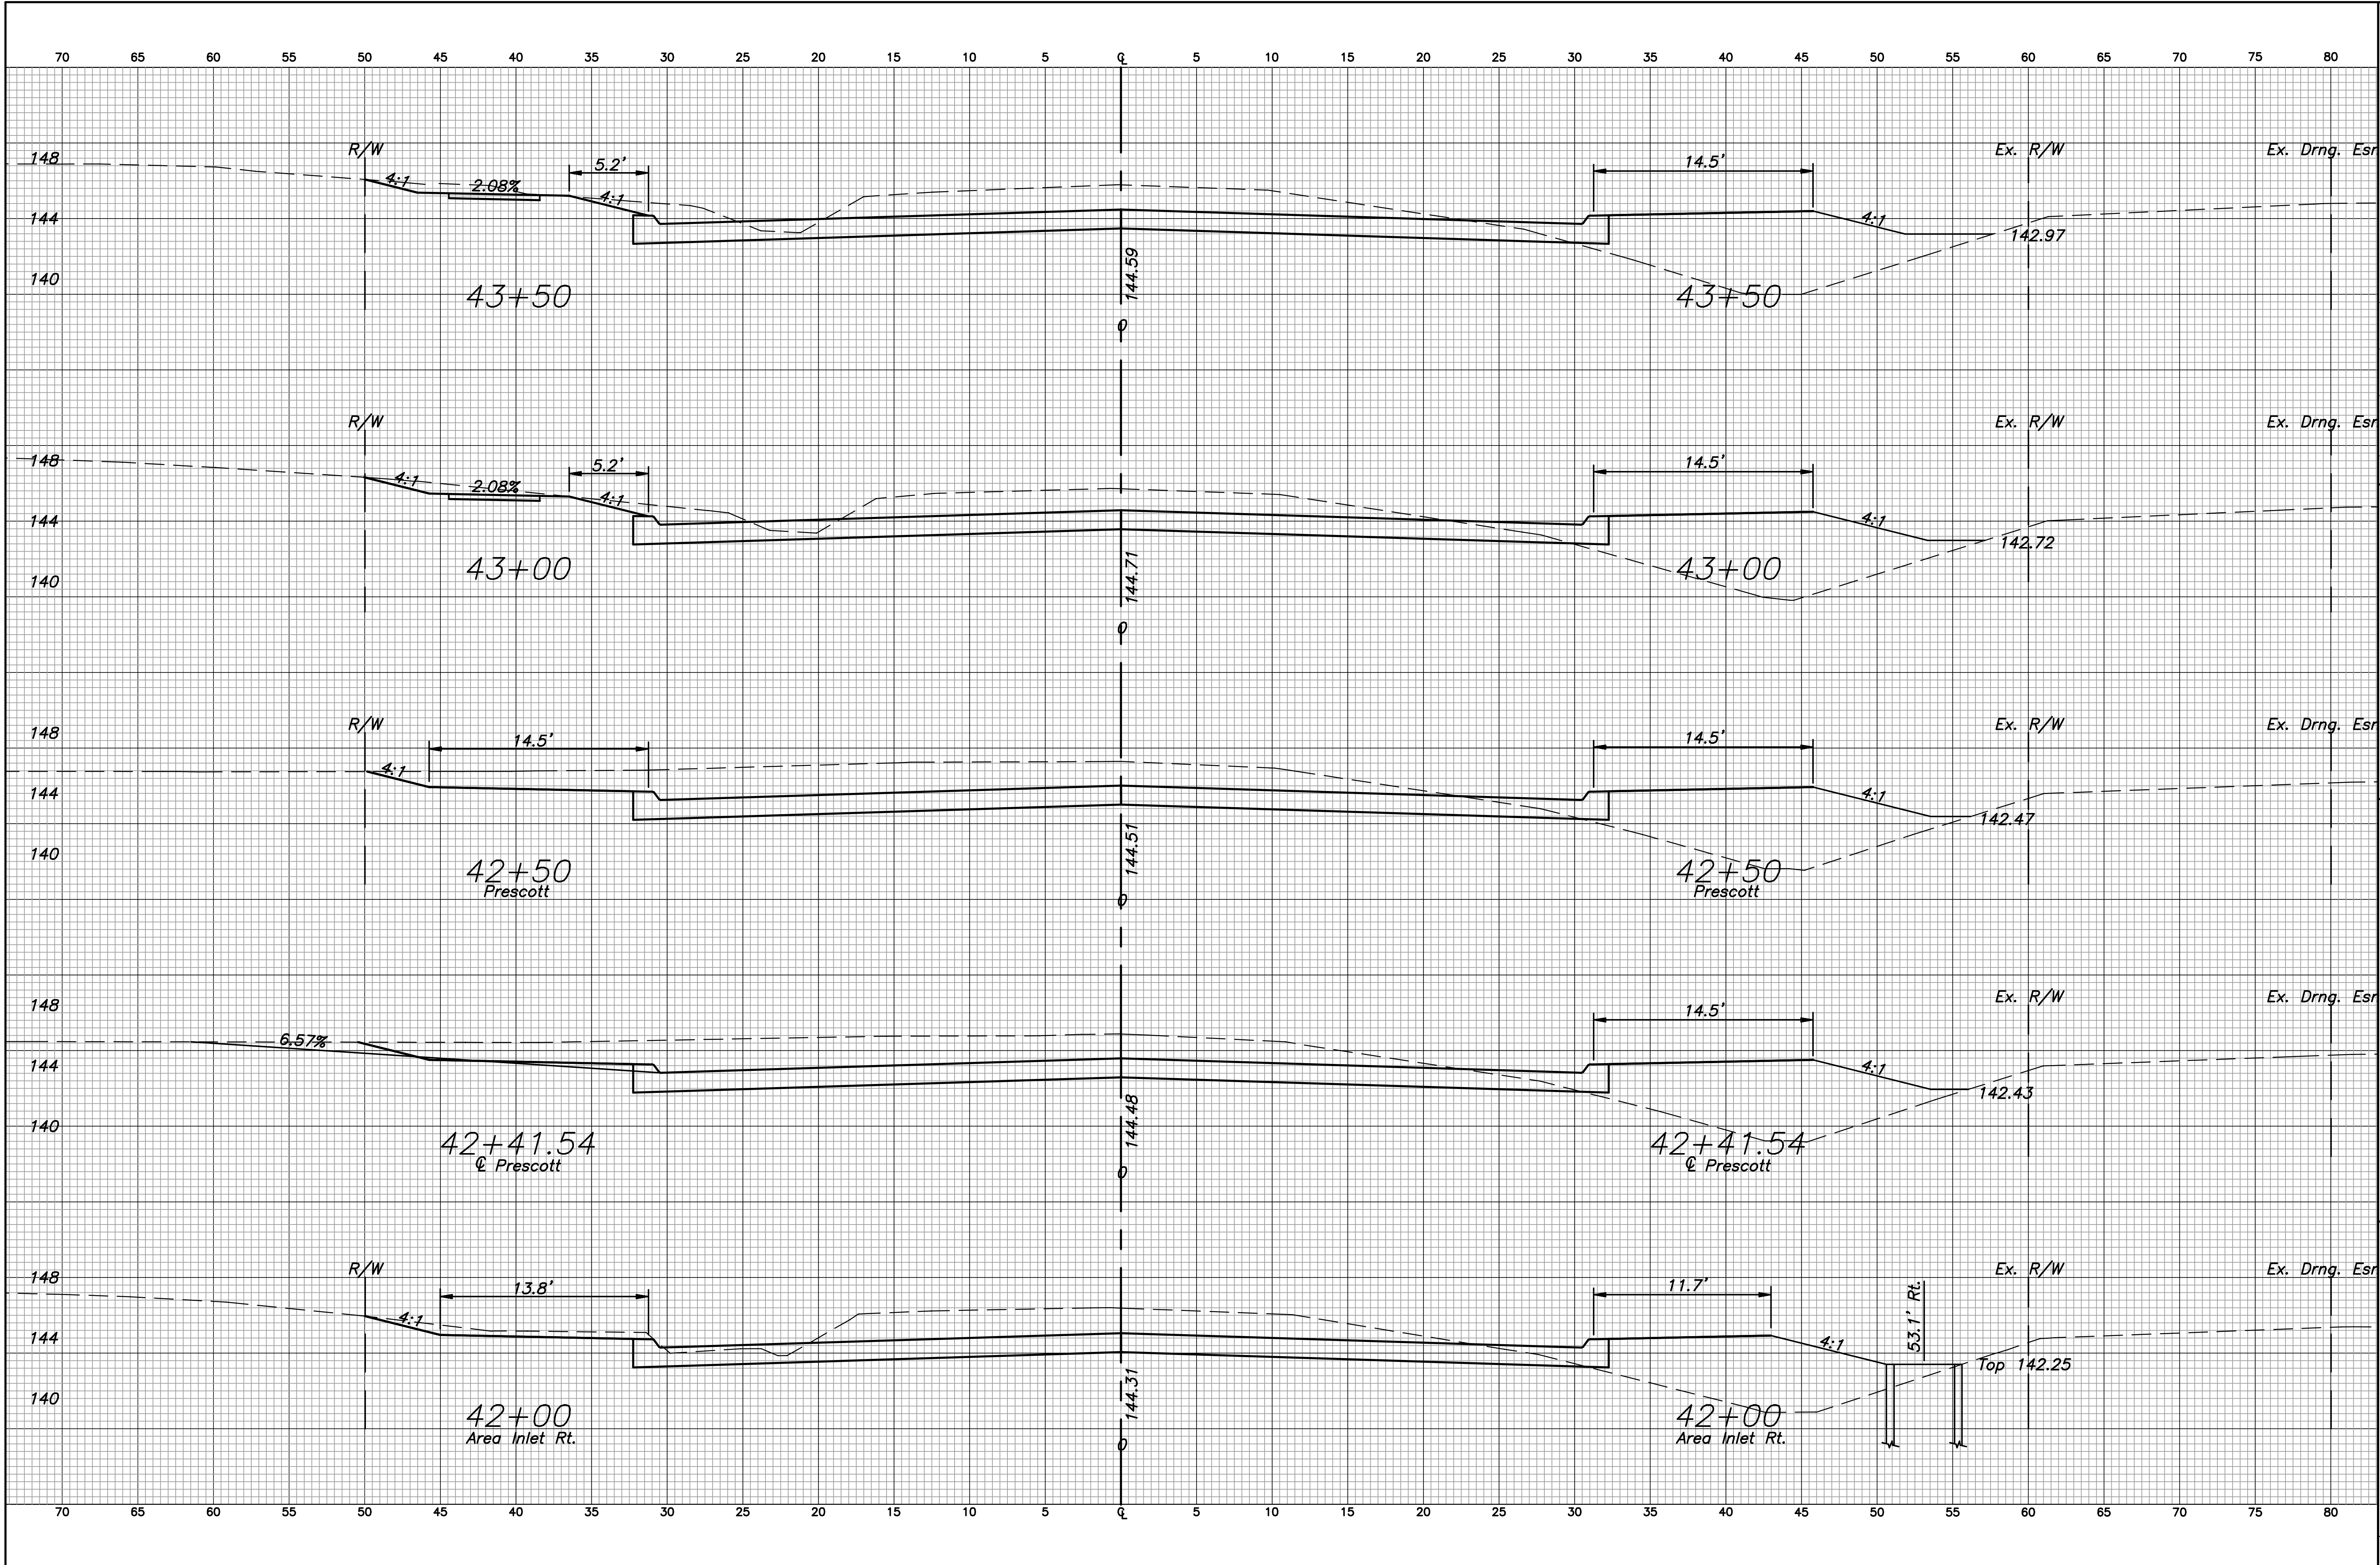 70 65 60 55 50 45 40 35 30 25 20 15 10 5 ℄ 5 10 15 20 25 30 35 40 45 50 55 60 65 70 75 80
R/W Ex. R/W Ex. Drng. Esm
148 5.2' 14.5'
4:1 2.08% 4:1 4:1
144 142.97
140 144.59
43+50 43+50
0
R/W Ex. R/W Ex. Drng. Esm
148 5.2' 14.5'
4:1 2.08% 4:1 4:1
144 142.72
140 144.71
43+00 43+00
0
R/W Ex. R/W Ex. Drng. Esm
148 14.5' 14.5'
4:1 4:1
144 142.47
140 144.51
42+50 42+50
Prescott Prescott
0
Ex. R/W Ex. Drng. Esm
148 14.5'
6.57% 4:1
144 142.43
140 144.48
42+41.54 42+41.54
℄ Prescott ℄ Prescott
0
R/W Ex. R/W Ex. Drng. Esm
148 13.8' 11.7' 53.1' Rt.
4:1 4:1
144 Top 142.25
140 144.31
42+00 42+00
Area Inlet Rt. Area Inlet Rt.
0
70 65 60 55 50 45 40 35 30 25 20 15 10 5 ℄ 5 10 15 20 25 30 35 40 45 50 55 60 65 70 75 80